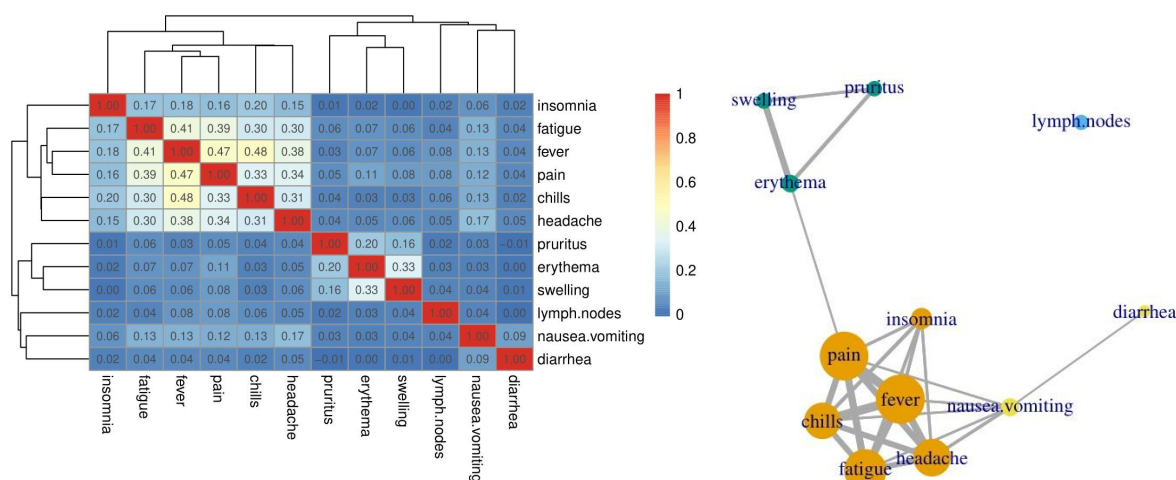 1.00 0.17 0.18 0.16 0.20 0.15 0.01 0.02 0.00 0.02 0.06 0.02 insomnia
0.17 1.00 0.41 0.39 0.30 0.30 0.06 0.07 0.06 0.04 0.13 0.04 fatigue
0.18 0.41 1.00 0.47 0.48 0.38 0.03 0.07 0.06 0.08 0.13 0.04 fever
0.16 0.39 0.47 1.00 0.33 0.34 0.05 0.11 0.08 0.08 0.12 0.04 pain
0.20 0.30 0.48 0.33 1.00 0.31 0.04 0.03 0.03 0.06 0.13 0.02 chills
0.15 0.30 0.38 0.34 0.31 1.00 0.04 0.05 0.06 0.05 0.17 0.05 headache
0.01 0.06 0.03 0.05 0.04 0.04 1.00 0.20 0.16 0.02 0.03 −0.01 pruritus
0.02 0.07 0.07 0.11 0.03 0.05 0.20 1.00 0.33 0.03 0.03 0.00 erythema
0.00 0.06 0.06 0.08 0.03 0.06 0.16 0.33 1.00 0.04 0.04 0.01 swelling
0.02 0.04 0.08 0.08 0.06 0.05 0.02 0.03 0.04 1.00 0.04 0.00 lymph.nodes
0.06 0.13 0.13 0.12 0.13 0.17 0.03 0.03 0.04 0.04 1.00 0.09 nausea.vomiting
0.02 0.04 0.04 0.04 0.02 0.05 −0.01 0.00 0.01 0.00 0.09 1.00 diarrhea
insomnia
fatigue
fever
pain
chills
headache
pruritus
erythema
swelling
lymph.nodes
nausea.vomiting
diarrhea
1
0.8
0.6
0.4
0.2
0
swelling
pruritus
lymph.nodes
erythema
diarrhea
insomnia
pain
fever
nausea.vomiting
chills
headache
fatigue